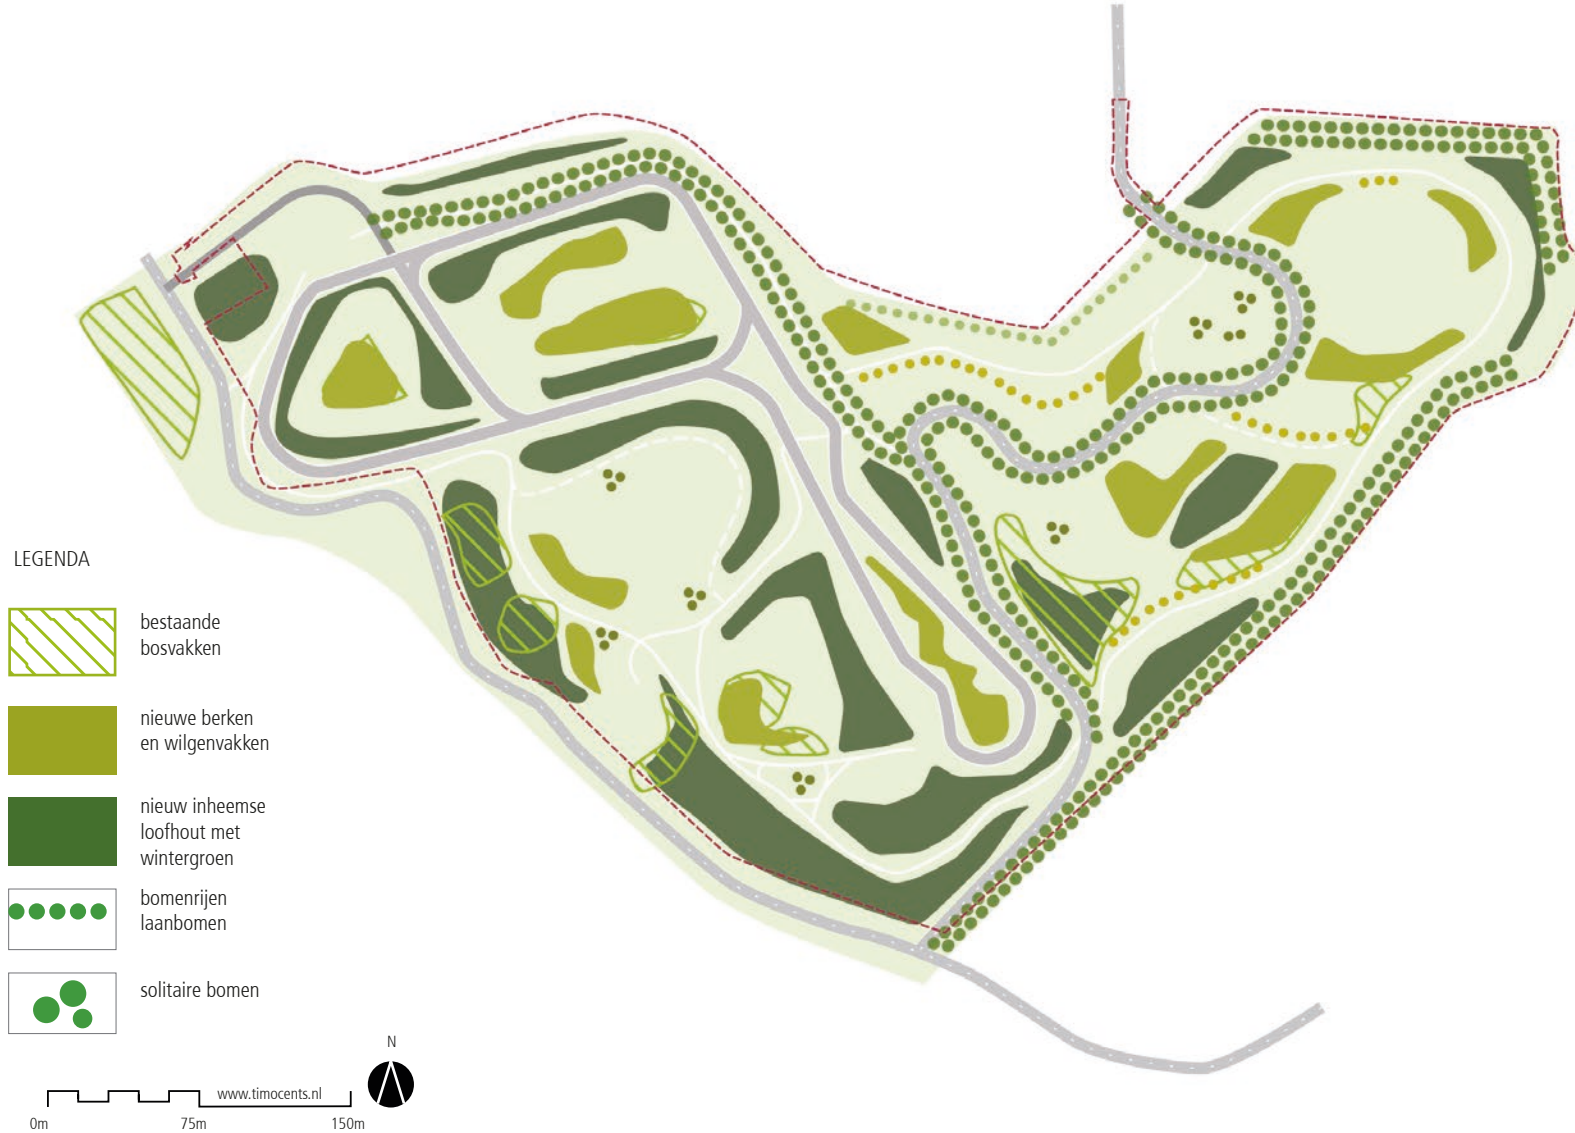 LEGENDA
bestaande
bosvakken
nieuwe berken
en wilgenvakken
nieuw inheemse
loofhout met
wintergroen
bomenrijen
laanbomen
solitaire bomen
N
www.timocents.nl
0m 75m 150m